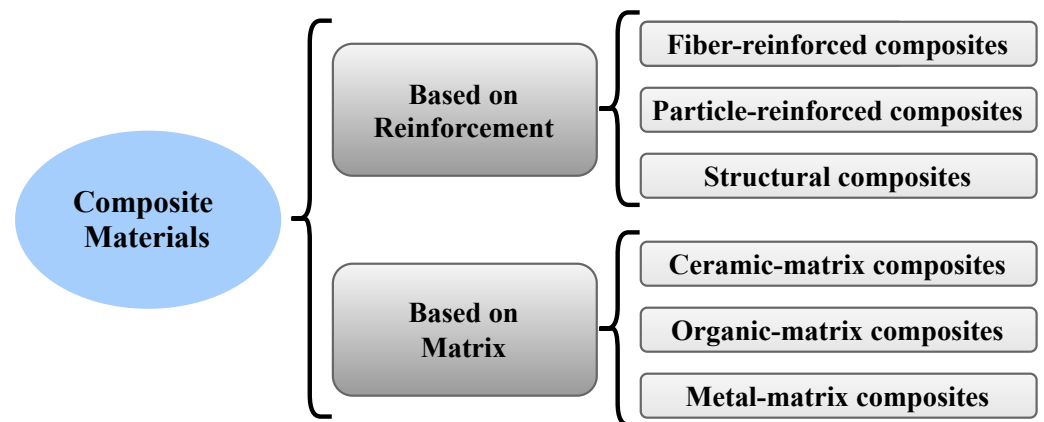 Composite
Materials
Based on
Reinforcement
Fiber-reinforced composites
Particle-reinforced composites
Structural composites
Based on
Matrix
Ceramic-matrix composites
Organic-matrix composites
Metal-matrix composites